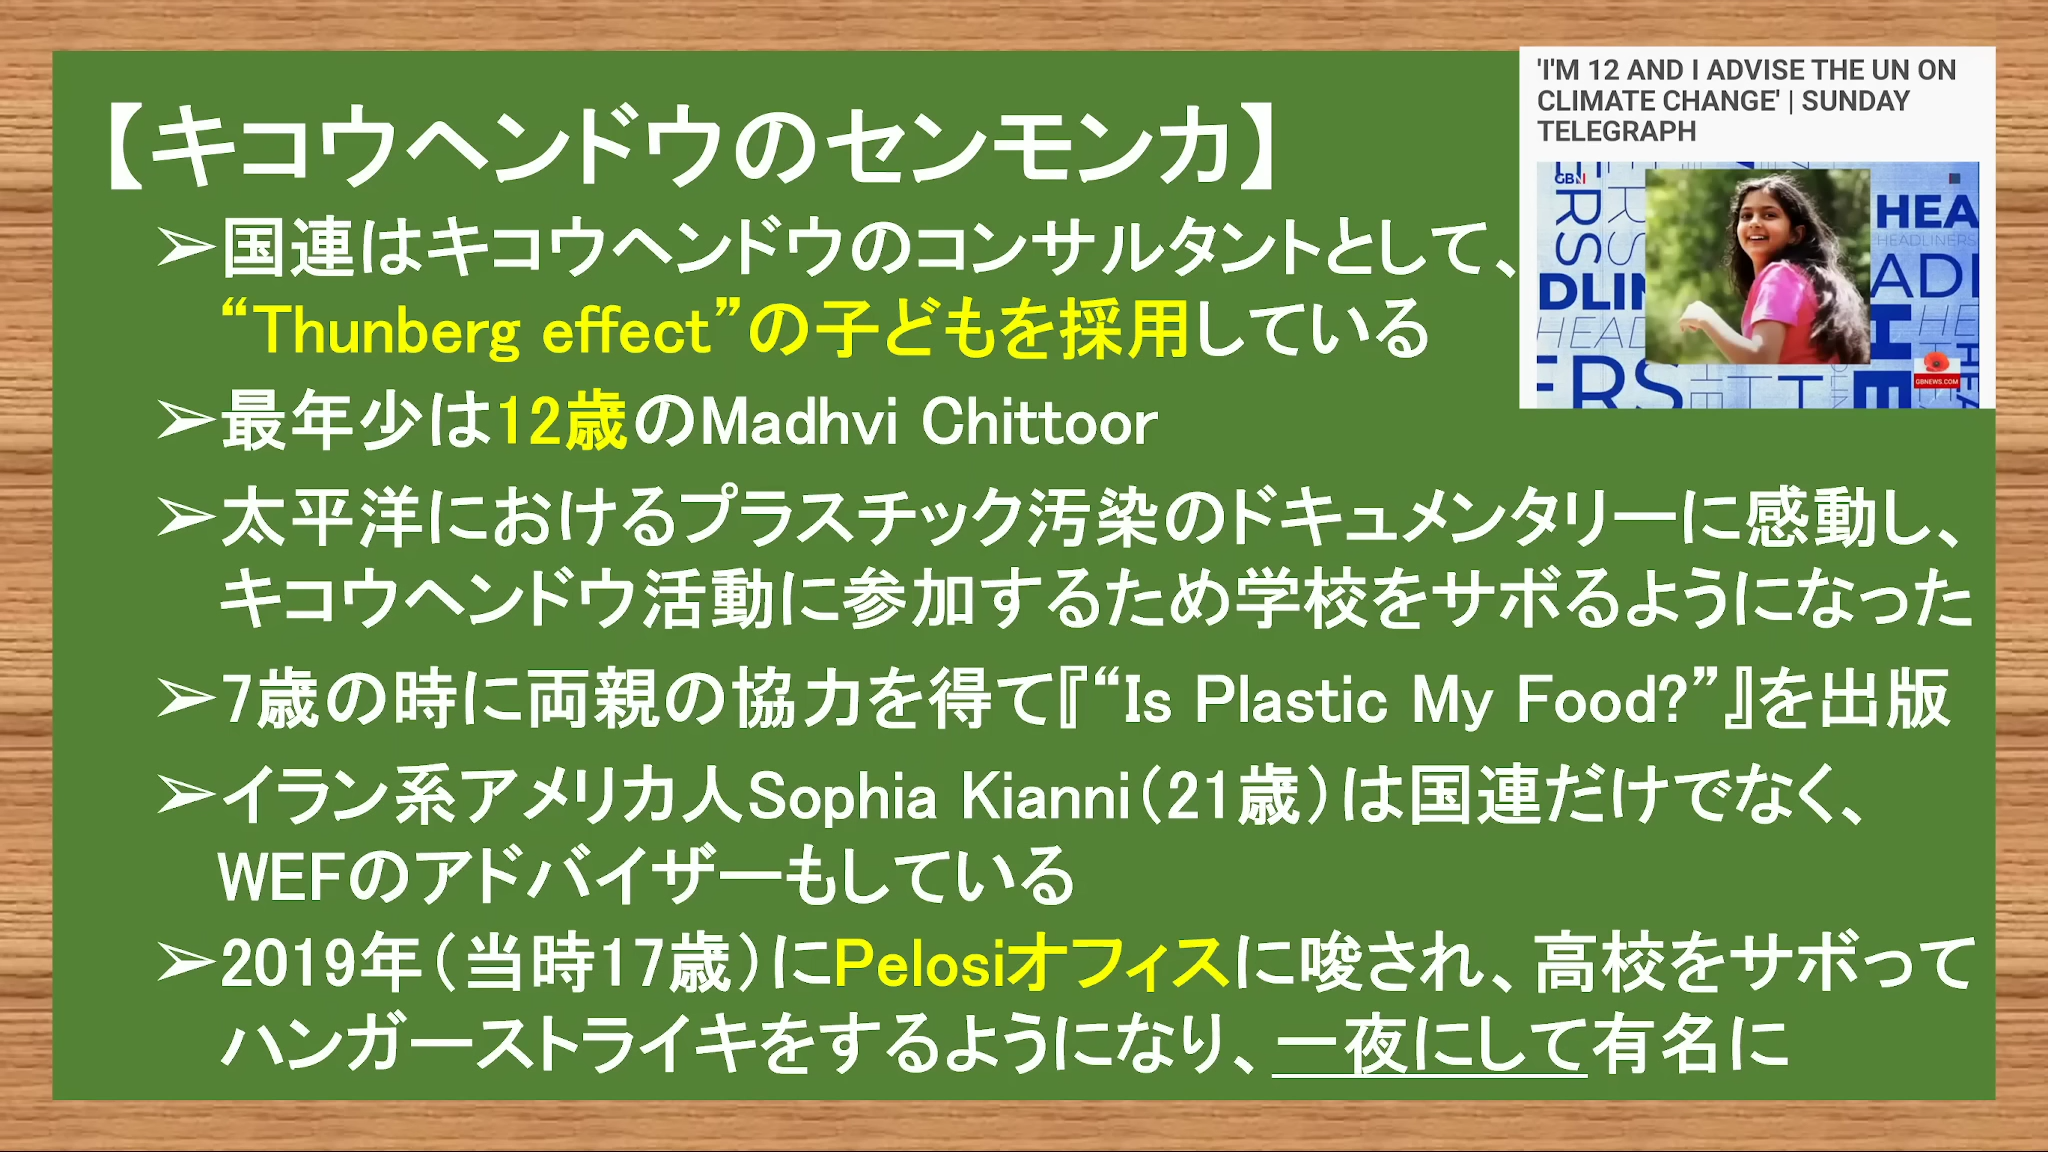 【キコウヘンドウのセンモンカ】
➢国連はキコウヘンドウのコンサルタントとして、
“Thunberg effect”の子どもを採用している
➢最年少は12歳のMadhvi Chittoor
➢太平洋におけるプラスチック汚染のドキュメンタリーに感動し、
キコウヘンドウ活動に参加するため学校をサボるようになった
➢7歳の時に両親の協力を得て『“Is Plastic My Food?”』を出版
➢イラン系アメリカ人Sophia Kianni（21歳）は国連だけでなく、
WEFのアドバイザーもしている
➢2019年（当時17歳）にPelosiオフィスに唆され、高校をサボって
ハンガーストライキをするようになり、一夜にして有名に
'I'M 12 AND I ADVISE THE UN ON
CLIMATE CHANGE' | SUNDAY
TELEGRAPH
GBN
ERS
DLIN
HEAD
ERS
HEA
HEADLINERS
ADI
HE
GBNEWS.COM